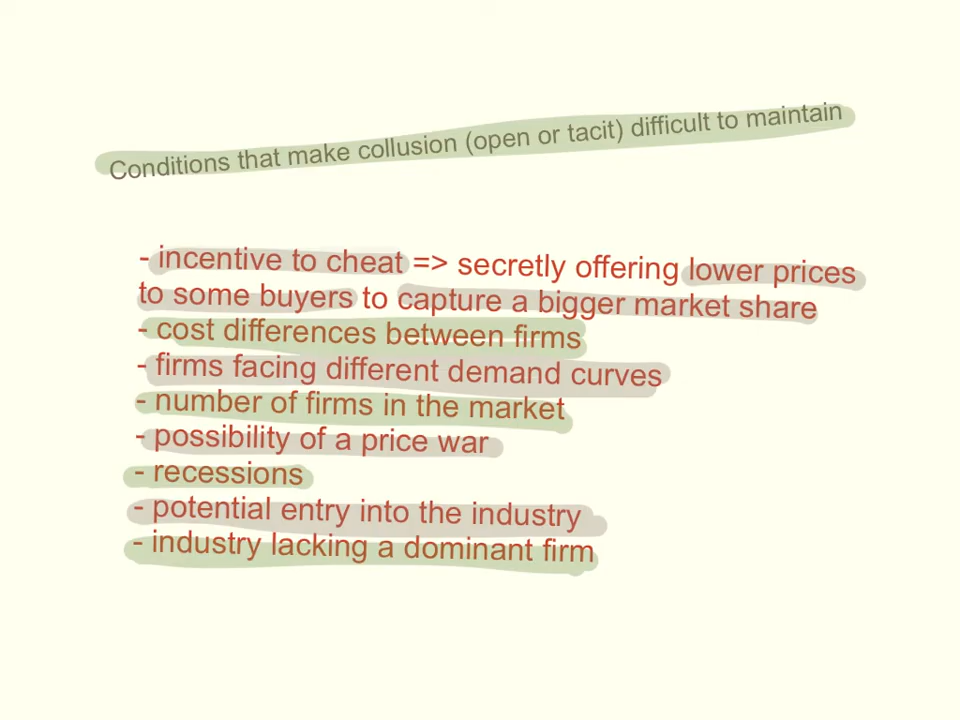 Conditions that make collusion (open or tacit) difficult to maintain
- incentive to cheat => secretly offering lower prices
to some buyers to capture a bigger market share
- cost differences between firms
- firms facing different demand curves
- number of firms in the market
- possibility of a price war
- recessions
- potential entry into the industry
- industry lacking a dominant firm